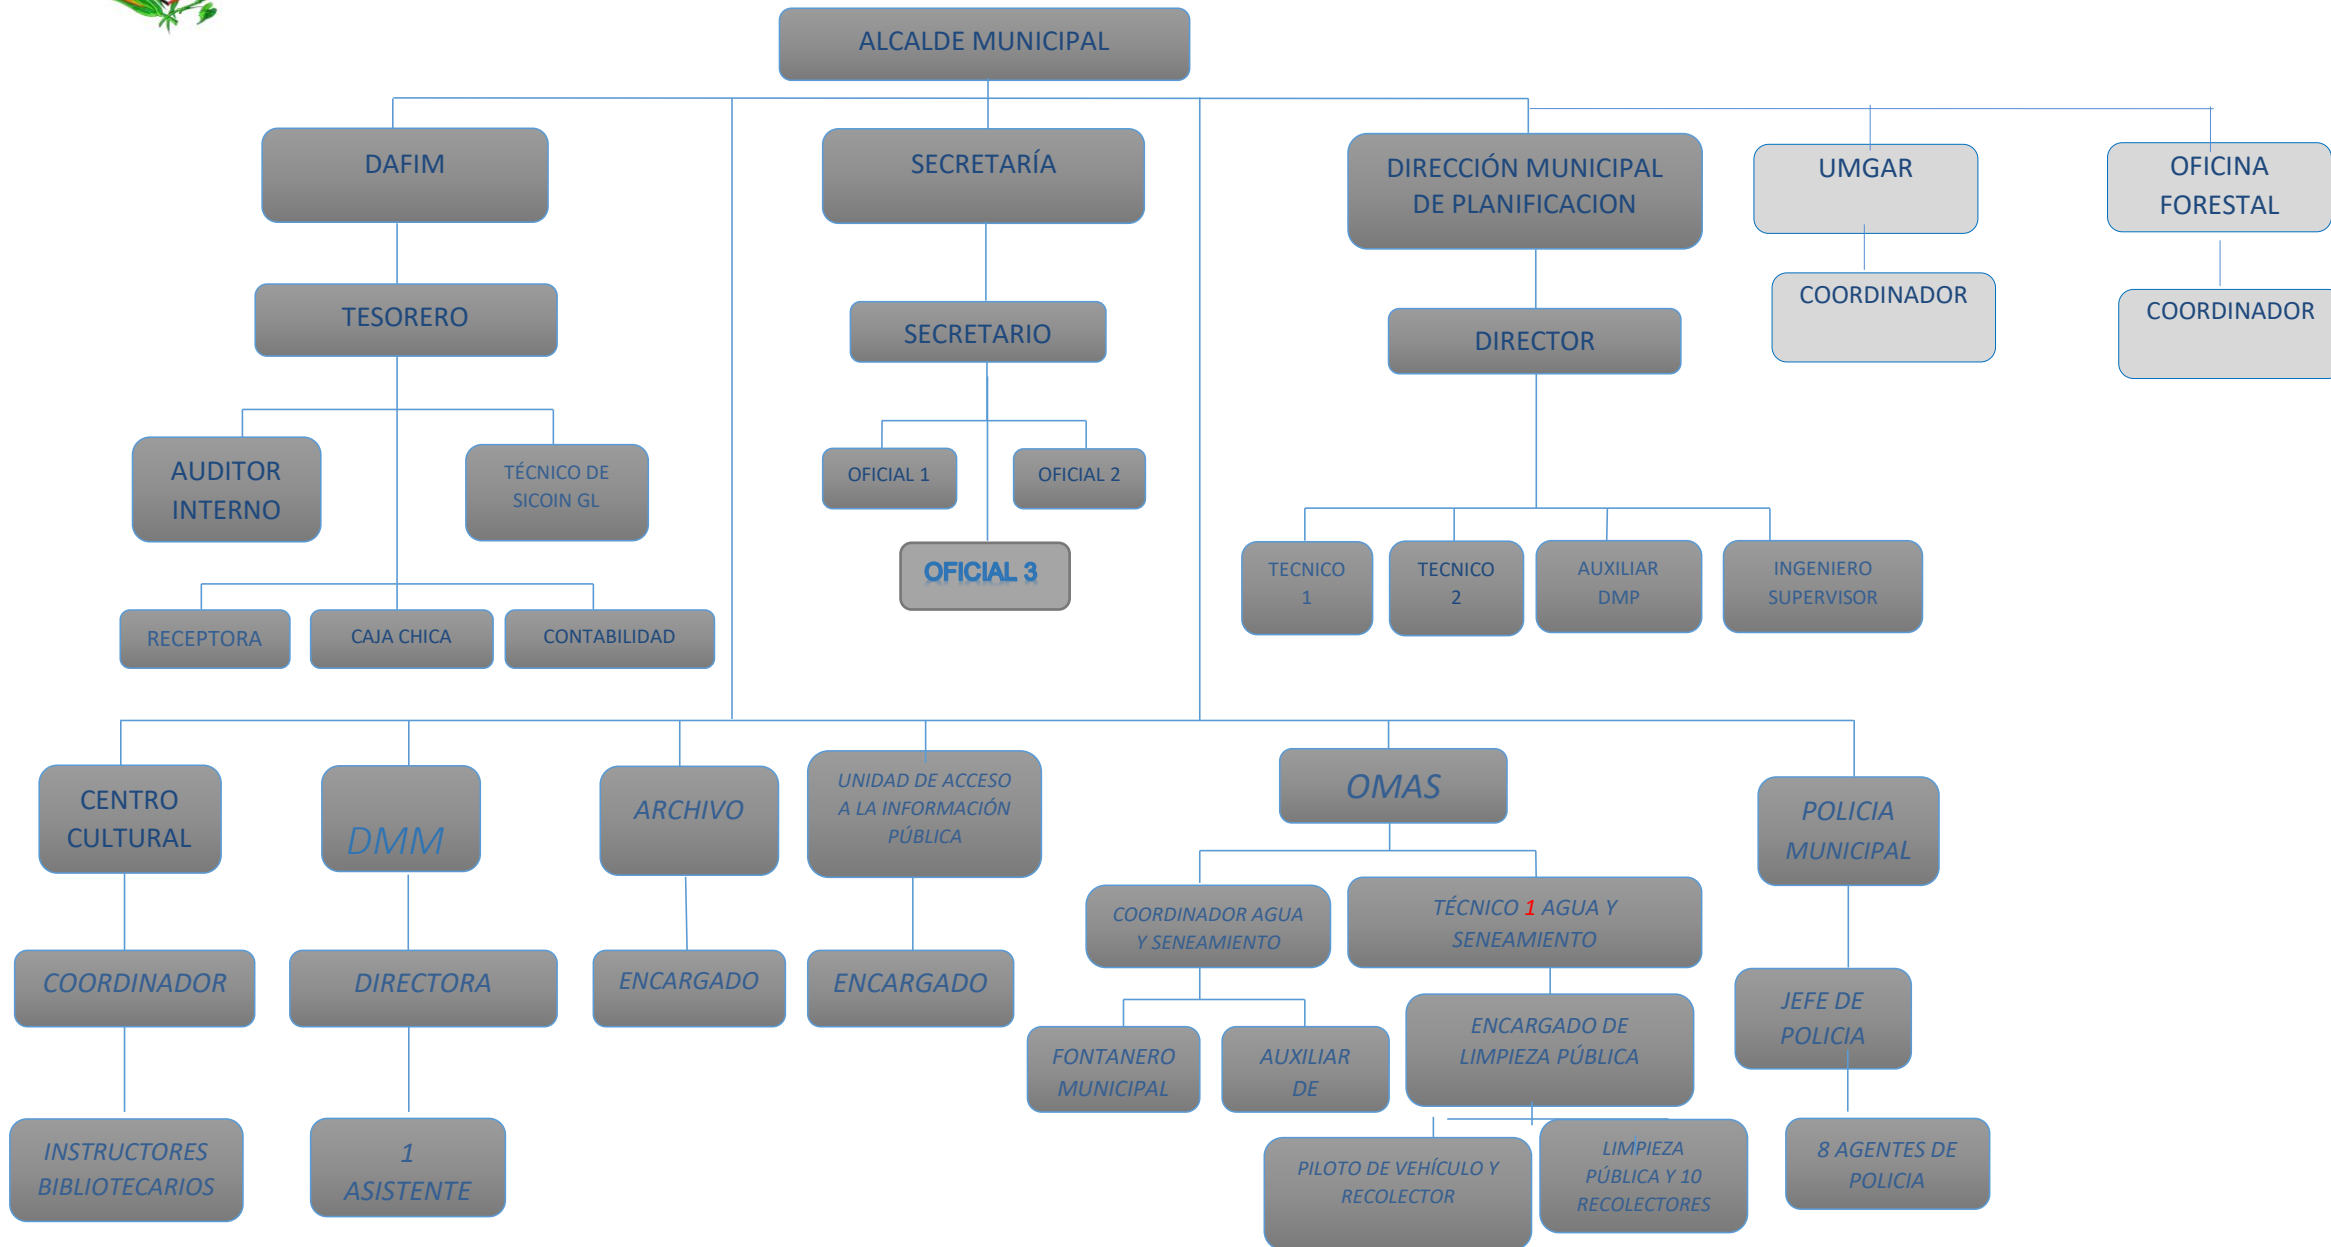 ALCALDE MUNICIPAL
DAFIM
SECRETARÍA
DIRECCIÓN MUNICIPAL
DE PLANIFICACION
UMGAR
OFICINA
FORESTAL
TESORERO
SECRETARIO
DIRECTOR
COORDINADOR
COORDINADOR
AUDITOR
INTERNO
TÉCNICO DE
SICOIN GL
OFICIAL 1
OFICIAL 2
OFICIAL 3
TECNICO
1
TECNICO
2
AUXILIAR
DMP
INGENIERO
SUPERVISOR
RECEPTORA
CAJA CHICA
CONTABILIDAD
CENTRO
CULTURAL
DMM
ARCHIVO
UNIDAD DE ACCESO
A LA INFORMACIÓN
PÚBLICA
OMAS
POLICIA
MUNICIPAL
COORDINADOR AGUA
Y SENEAMIENTO
TÉCNICO 1 AGUA Y
SENEAMIENTO
COORDINADOR
DIRECTORA
ENCARGADO
ENCARGADO
JEFE DE
POLICIA
FONTANERO
MUNICIPAL
AUXILIAR
DE
ENCARGADO DE
LIMPIEZA PÚBLICA
INSTRUCTORES
BIBLIOTECARIOS
1
ASISTENTE
PILOTO DE VEHÍCULO Y
RECOLECTOR
LIMPIEZA
PÚBLICA Y 10
RECOLECTORES
8 AGENTES DE
POLICIA